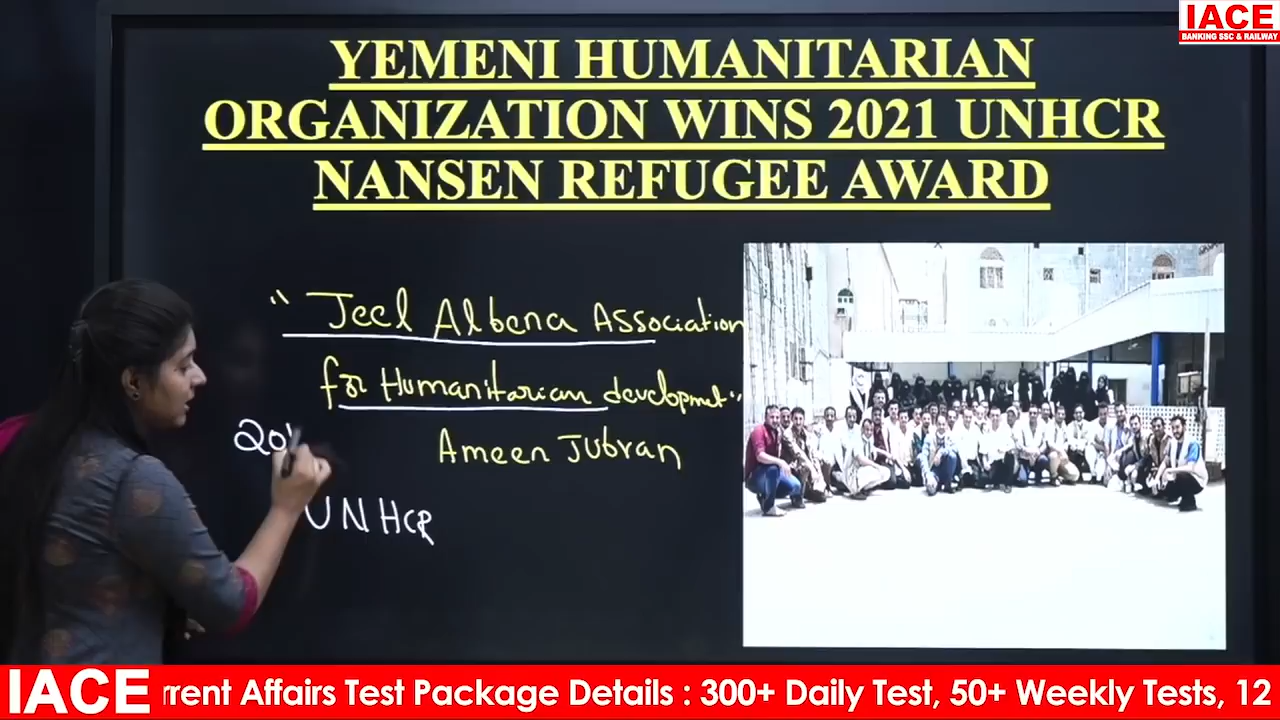 IACE
BANKING SSC & RAILWAY
YEMENI HUMANITARIAN
ORGANIZATION WINS 2021 UNHCR
NANSEN REFUGEE AWARD
" Jeel Albena Association
for Humanitarian developmet"
Ameen Jubran
UNHCR
IACE rrent Affairs Test Package Details : 300+ Daily Test, 50+ Weekly Tests, 12